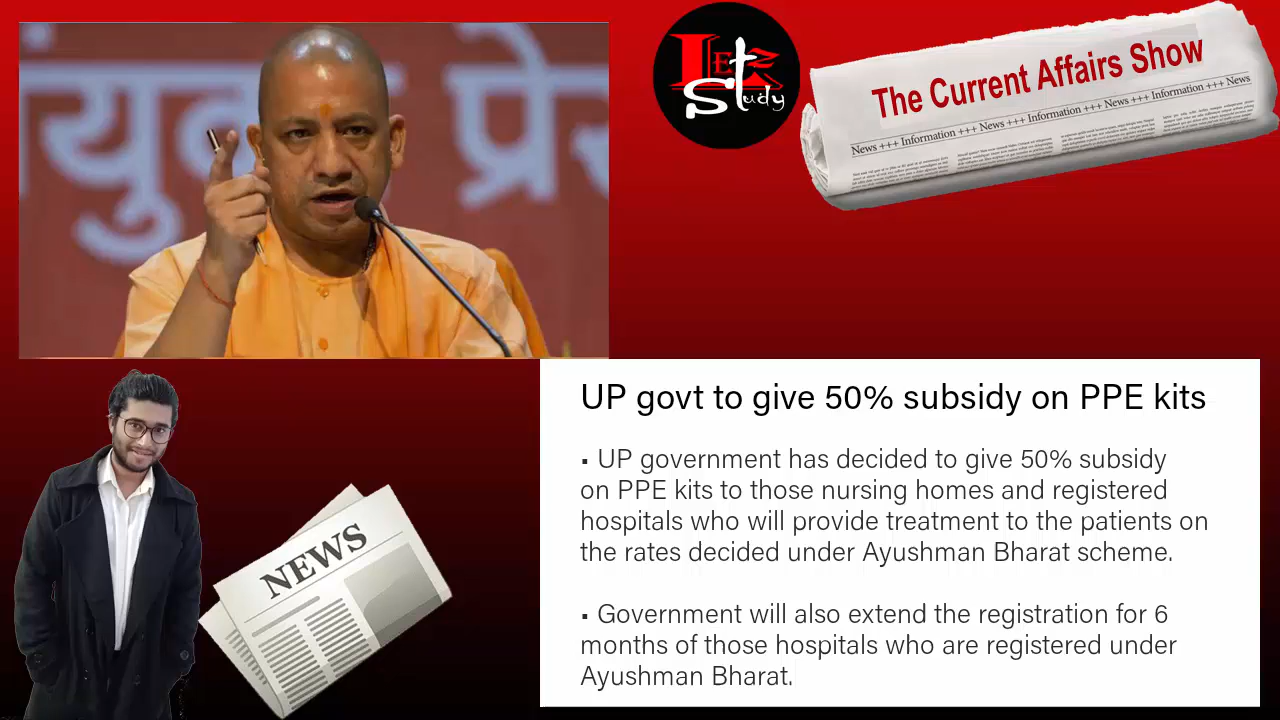 LEtz
Study
The Current Affairs Show
News +++ Information +++ News +++ Information +++ News +++ Information +++ News
NEWS
UP govt to give 50% subsidy on PPE kits
▪ UP government has decided to give 50% subsidy
on PPE kits to those nursing homes and registered
hospitals who will provide treatment to the patients on
the rates decided under Ayushman Bharat scheme.
▪ Government will also extend the registration for 6
months of those hospitals who are registered under
Ayushman Bharat.